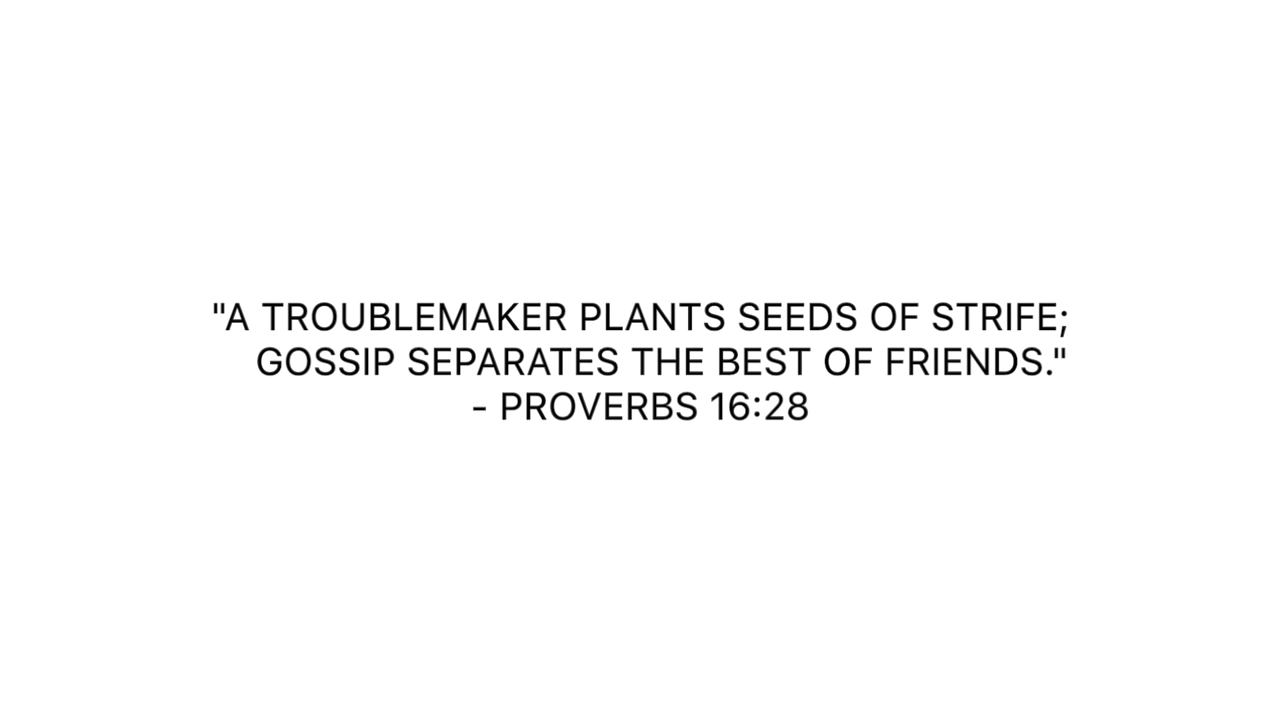 "A TROUBLEMAKER PLANTS SEEDS OF STRIFE;
GOSSIP SEPARATES THE BEST OF FRIENDS."
- PROVERBS 16:28